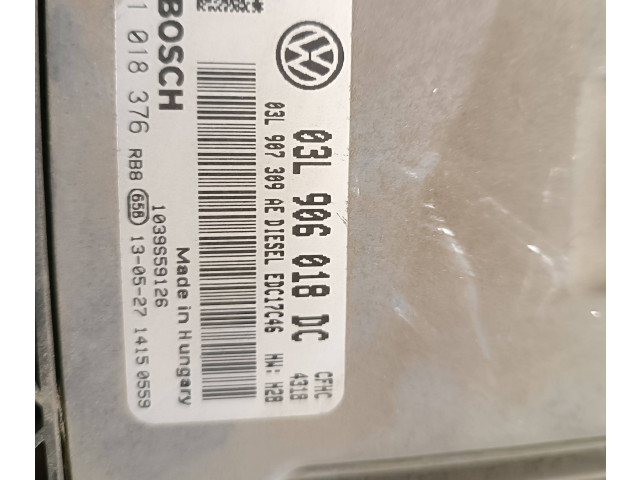 03L 906 018 DC CFHC
4318
03L 907 309 AE DIESEL EDC17C46 HW: H28
Made in Hungary
1039S59126
BOSCH
1 018 376 RB8 658 13-05-27 1415 0559